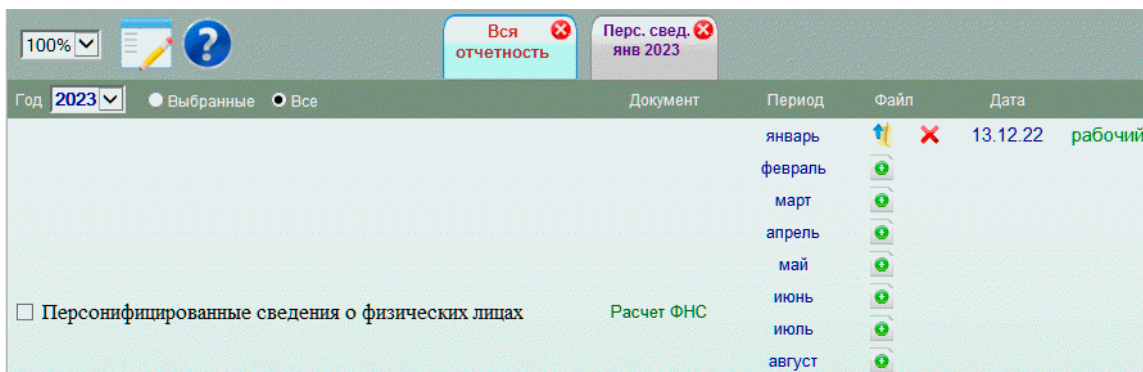 100%
Вся
отчетность
Перс. свед.
янв 2023
Год 2023 Выбранные Все Документ Период Файл Дата
январь 13.12.22 рабочий
февраль
март
апрель
май
июнь
Персонифицированные сведения о физических лицах Расчет ФНС
июль
август